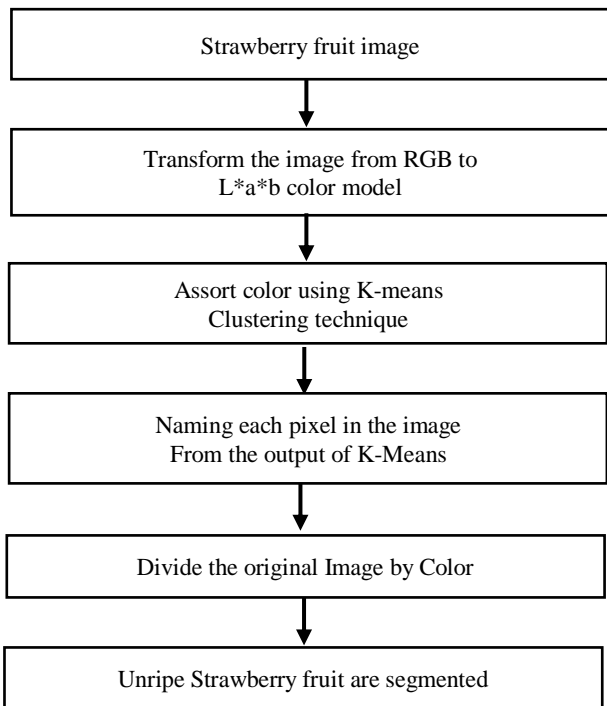 Strawberry fruit image
Transform the image from RGB to
L*a*b color model
Assort color using K-means
Clustering technique
Naming each pixel in the image
From the output of K-Means
Divide the original Image by Color
Unripe Strawberry fruit are segmented